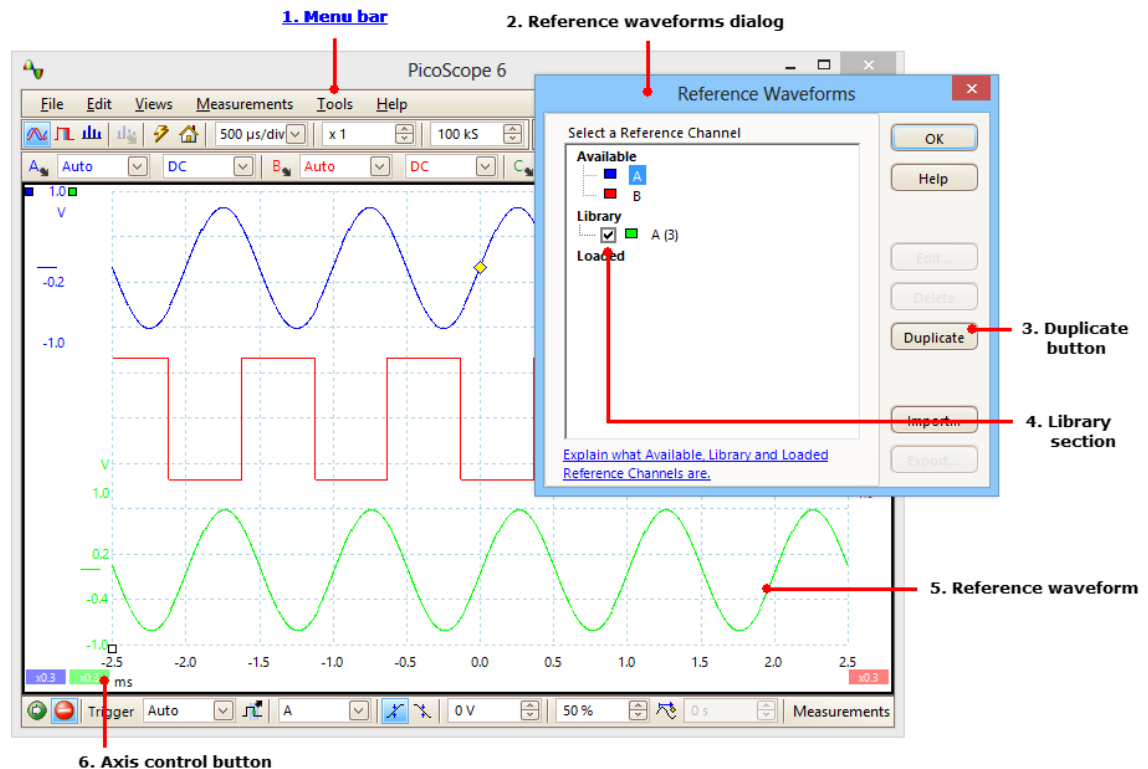 1. Menu bar
2. Reference waveforms dialog
PicoScope 6
Reference Waveforms
File Edit Views Measurements Tools Help
500 µs/div x 1 100 kS
A Auto DC B Auto DC C
Select a Reference Channel
Available
A
B
Library
A (3)
Loaded
OK
Help
Edit...
Delete
Duplicate
Import...
Export...
Explain what Available, Library and Loaded
Reference Channels are.
3. Duplicate
button
4. Library
section
5. Reference waveform
1.0
V
-0.2
-1.0
V
1.0
0.2
-0.4
-1.0
-2.5 -2.0 -1.5 -1.0 -0.5 0.0 0.5 1.0 1.5 2.0 2.5
x0.3 x0.3 ms x0.3
Trigger Auto A 0 V 50 % 0 s Measurements
6. Axis control button